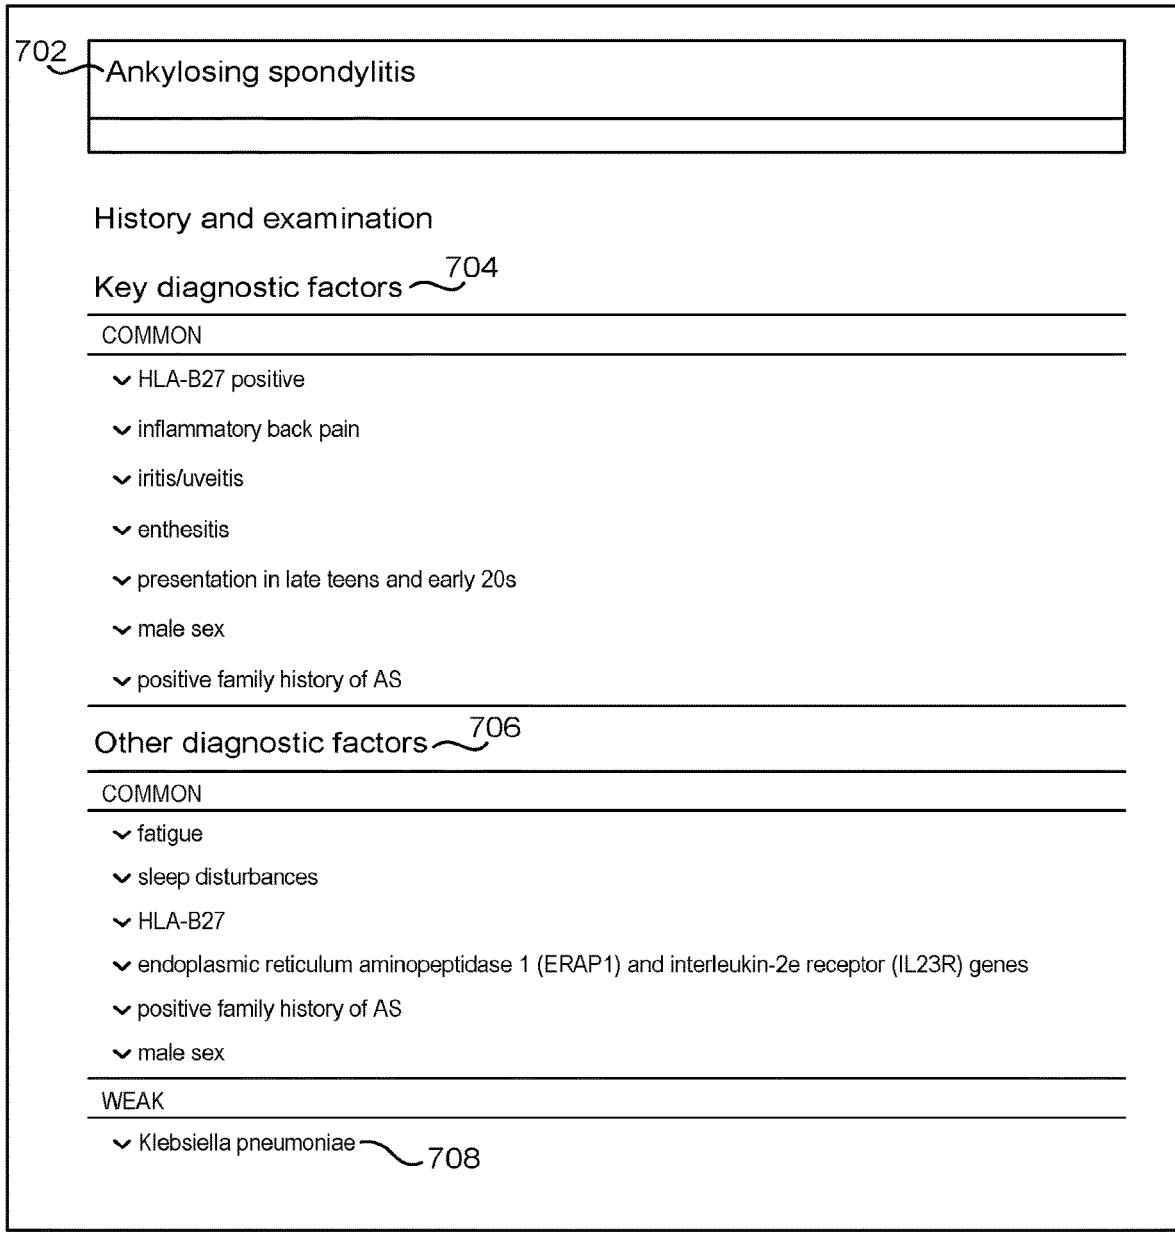 702
Ankylosing spondylitis
History and examination
Key diagnostic factors 704
COMMON
HLA-B27 positive
inflammatory back pain
iritis/uveitis
enthesitis
presentation in late teens and early 20s
male sex
positive family history of AS
Other diagnostic factors 706
COMMON
fatigue
sleep disturbances
HLA-B27
endoplasmic reticulum aminopeptidase 1 (ERAP1) and interleukin-2e receptor (IL23R) genes
positive family history of AS
male sex
WEAK
Klebsiella pneumoniae 708